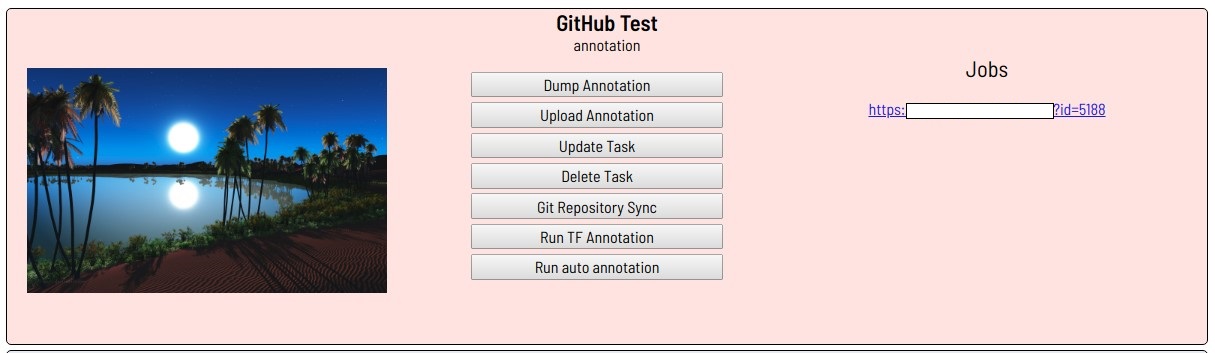 GitHub Test
annotation
Dump Annotation
Upload Annotation
Update Task
Delete Task
Git Repository Sync
Run TF Annotation
Run auto annotation
Jobs
https: ?id=5188